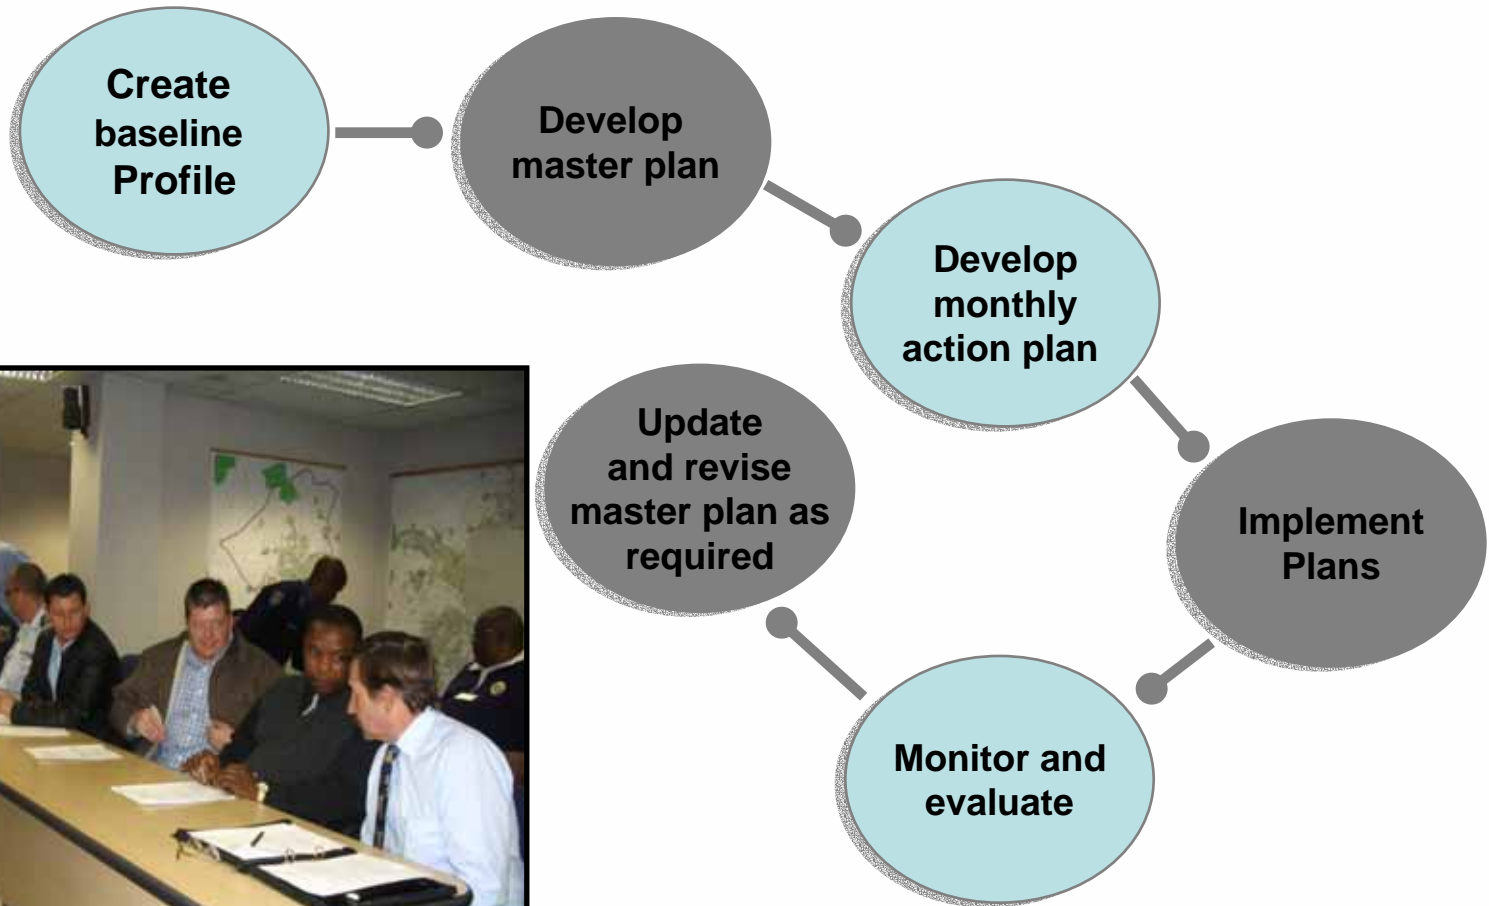 Create
baseline
Profile
Develop
master plan
Develop
monthly
action plan
Update
and revise
master plan as
required
Implement
Plans
Monitor and
evaluate